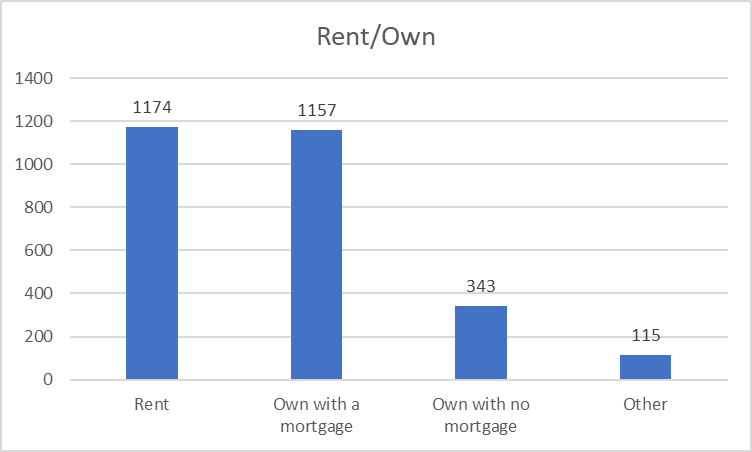 Rent/Own
1400
1200
1000
800
600
400
200
0
1174
1157
343
115
Rent
Own with a
mortgage
Own with no
mortgage
Other